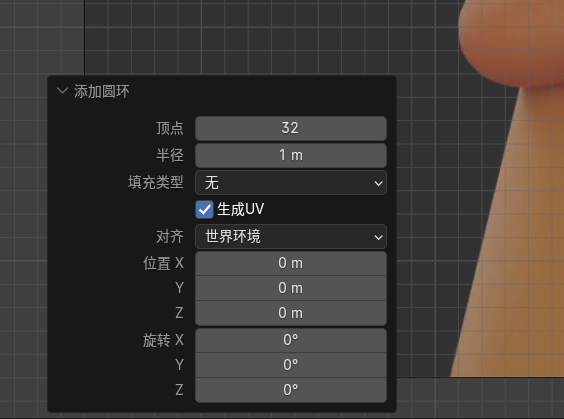 添加圆环
顶点 32
半径 1 m
填充类型 无
生成UV
对齐 世界环境
位置 X 0 m
Y 0 m
Z 0 m
旋转 X 0°
Y 0°
Z 0°